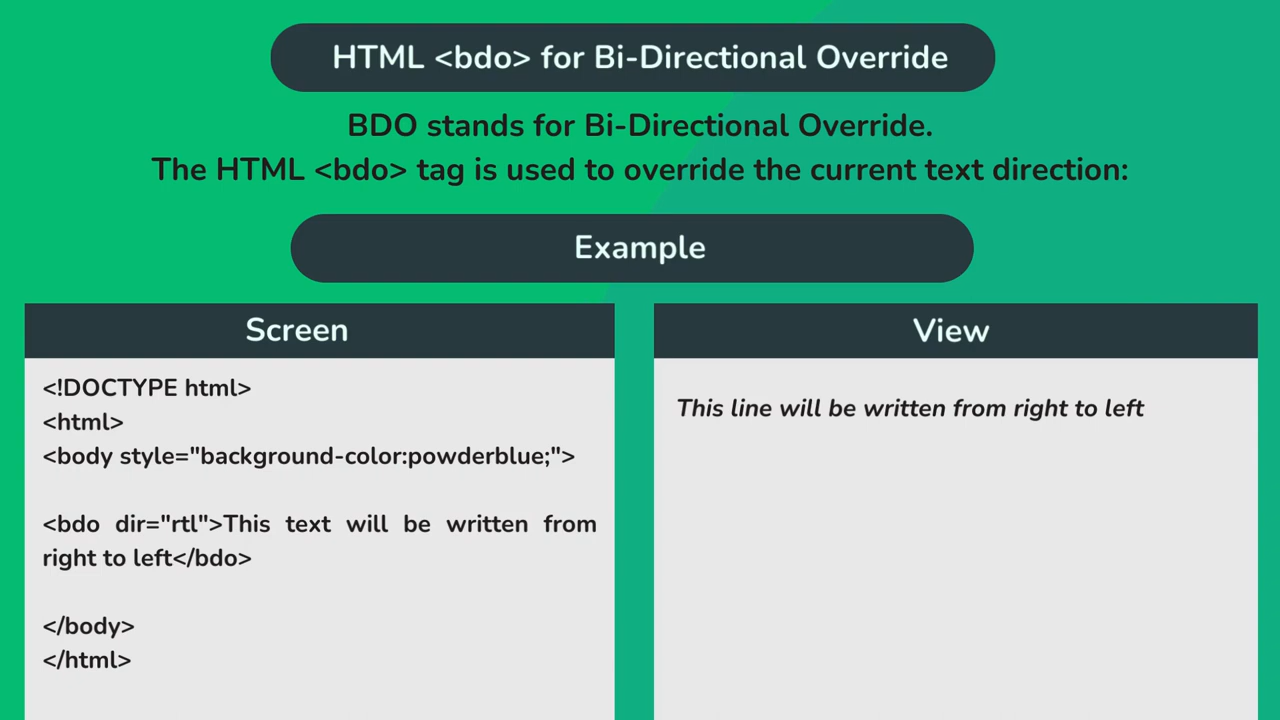 HTML <bdo> for Bi-Directional Override
BDO stands for Bi-Directional Override.
The HTML <bdo> tag is used to override the current text direction:
Example
Screen
<!DOCTYPE html>
<html>
<body style="background-color:powderblue;">
<bdo dir="rtl">This text will be written from
right to left</bdo>
</body>
</html>
View
This line will be written from right to left